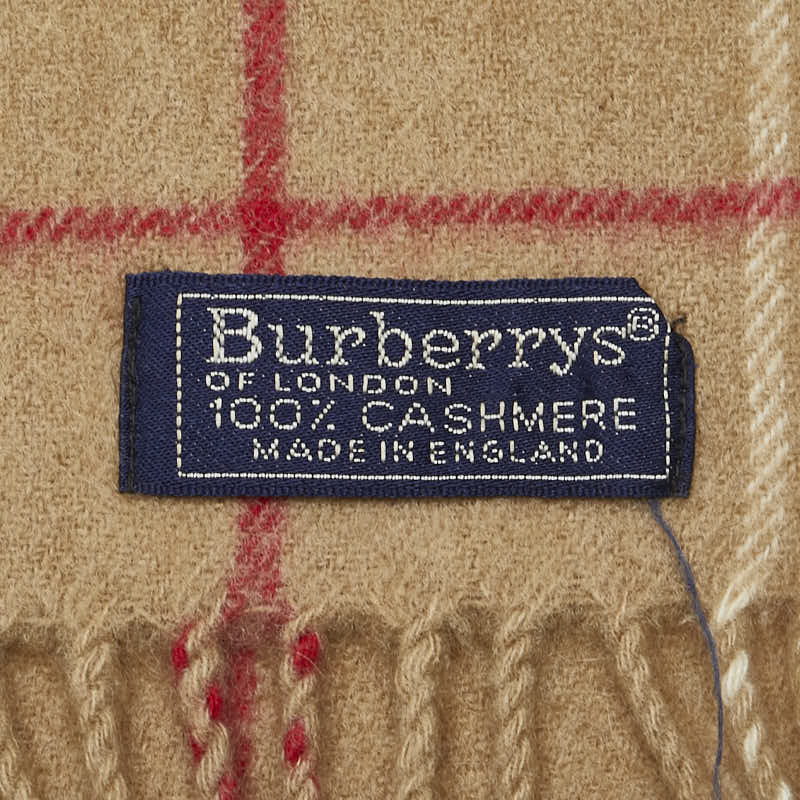 Burberrys®
OF LONDON
100% CASHMERE
MADE IN ENGLAND